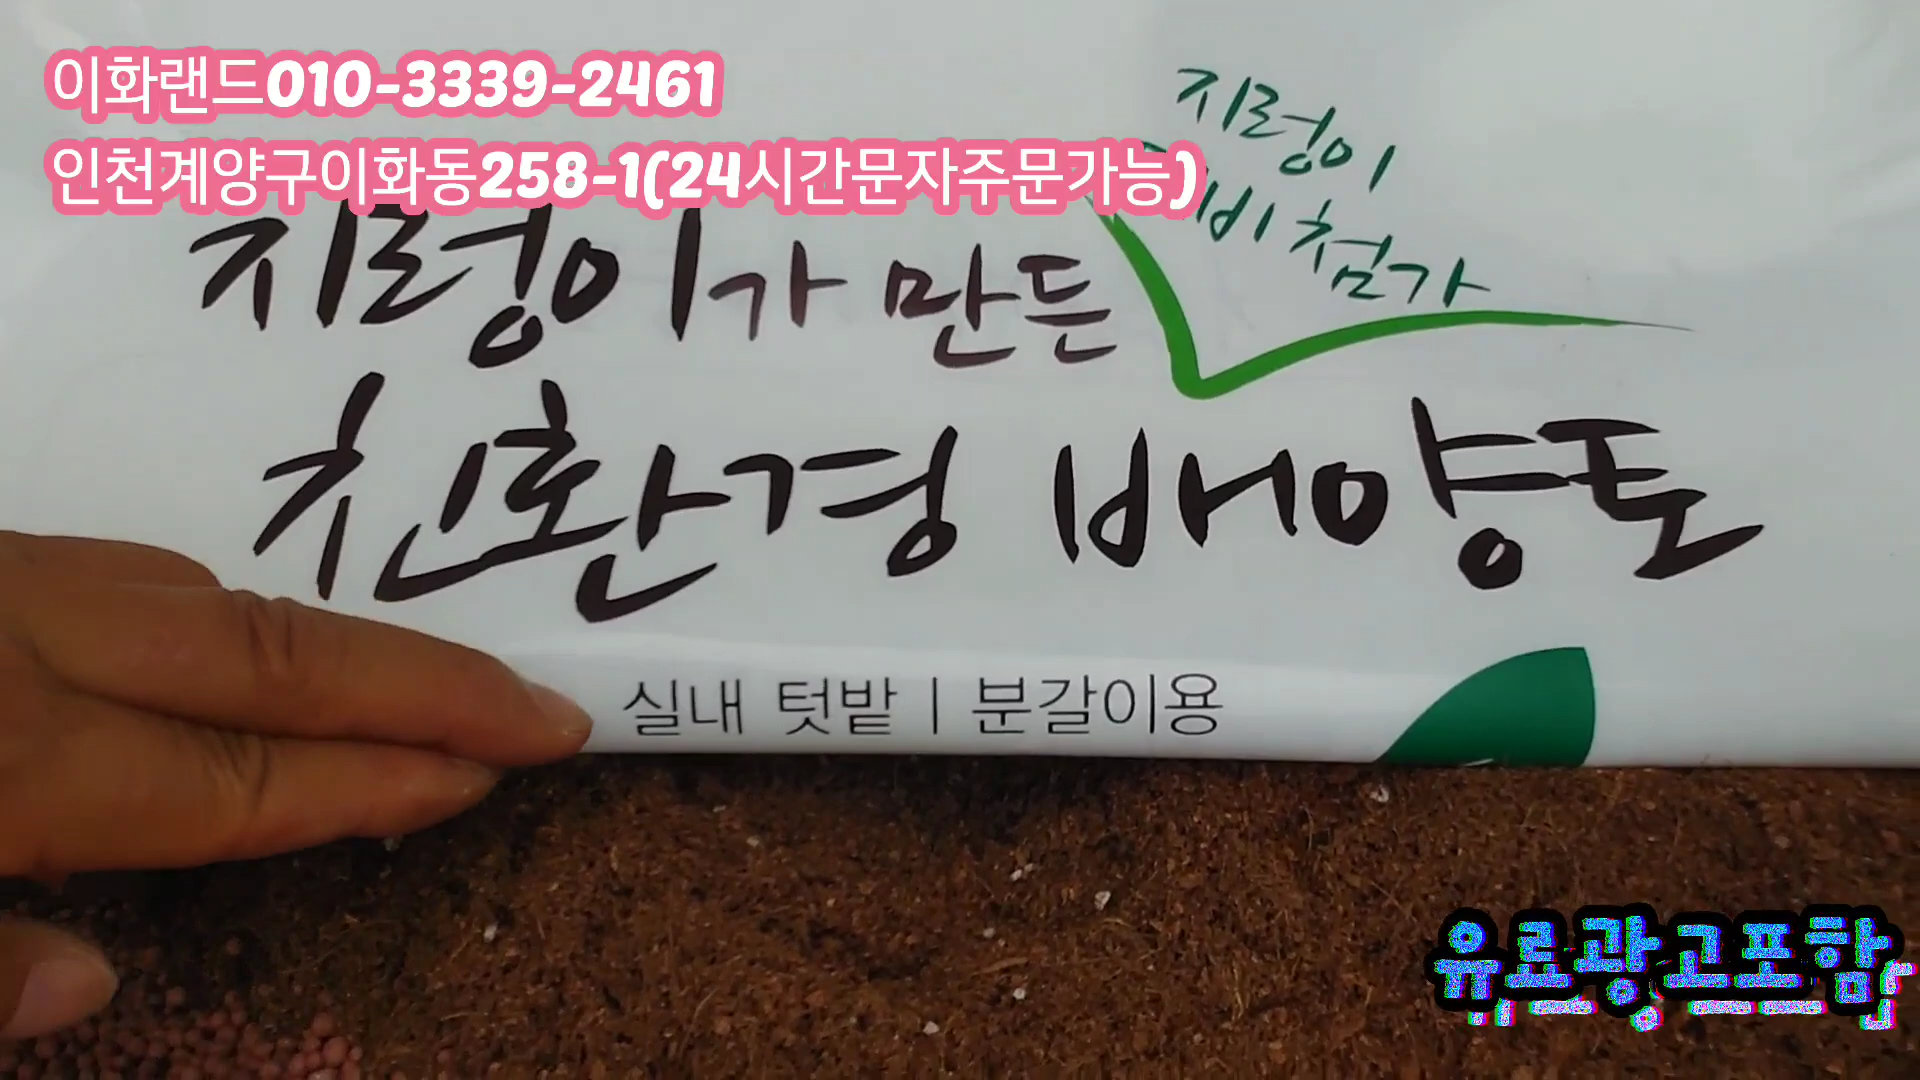 이화랜드010-3339-2461
인천계양구이화동258-1(24시간문자주문가능)
지렁이
첨가
지렁이가 만든
친환경 배양토
실내 텃밭 | 분갈이용
유료광고포함